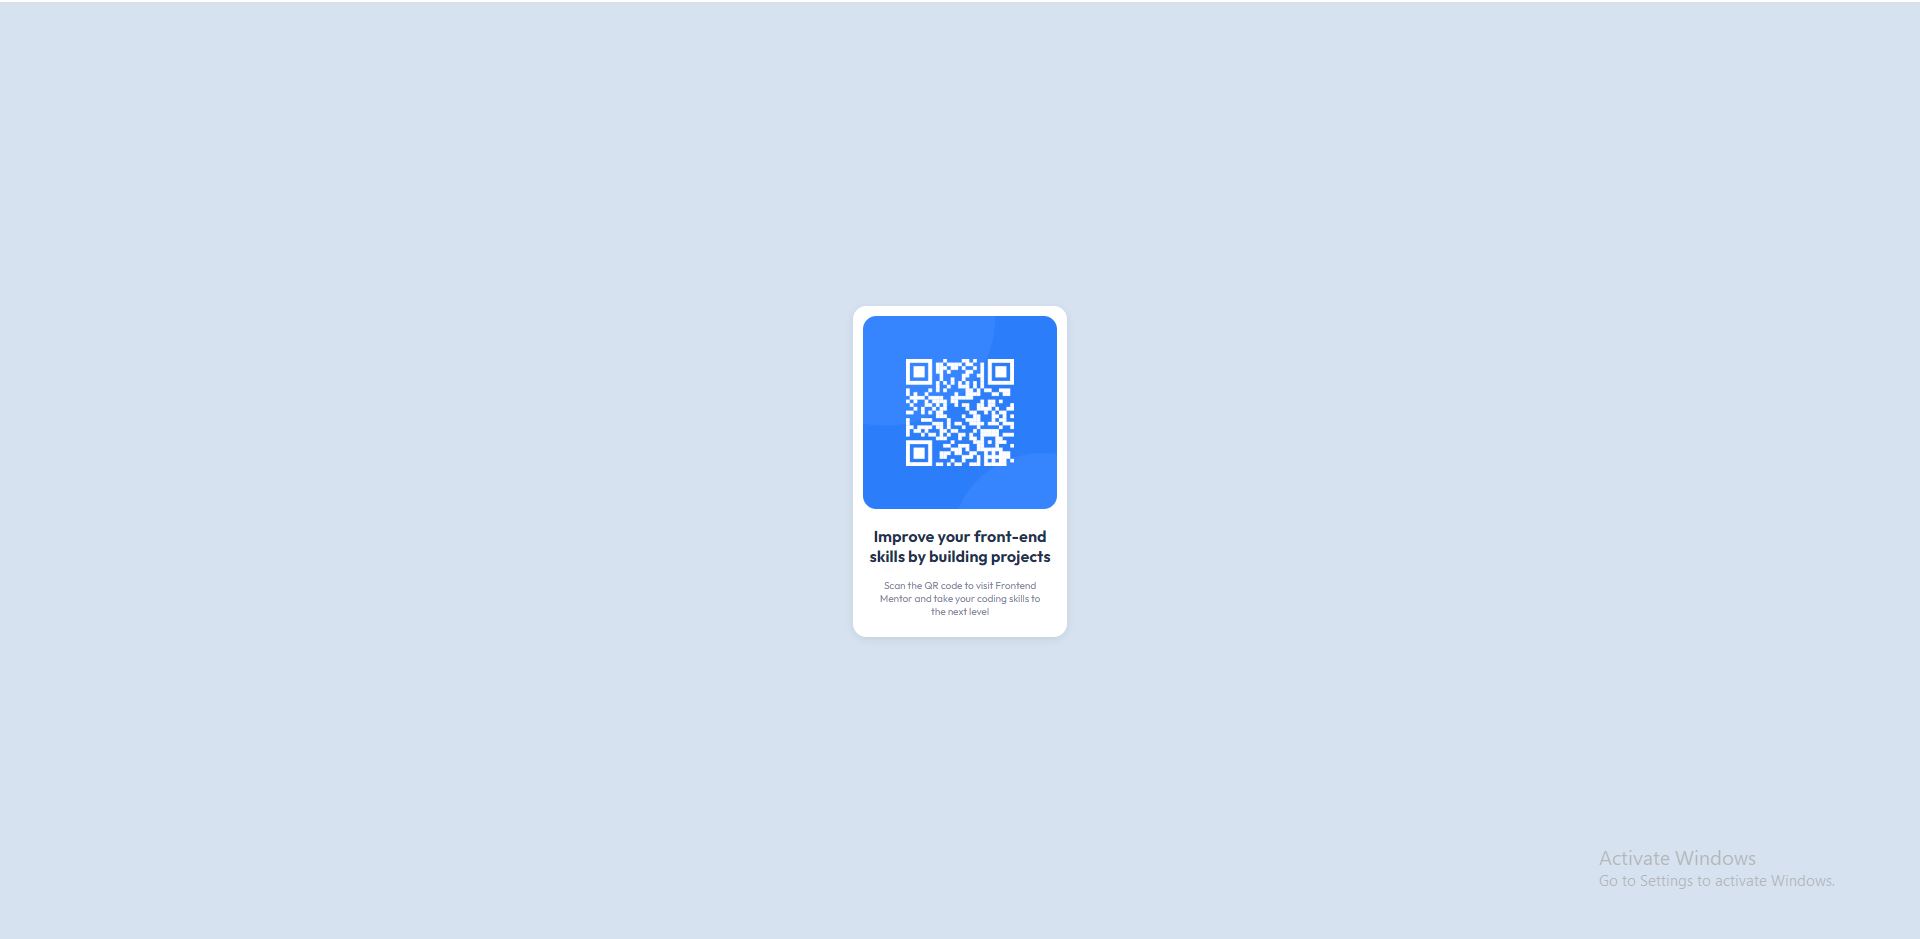 Improve your front-end
skills by building projects
Scan the QR code to visit Frontend
Mentor and take your coding skills to
the next level
Activate Windows
Go to Settings to activate Windows.